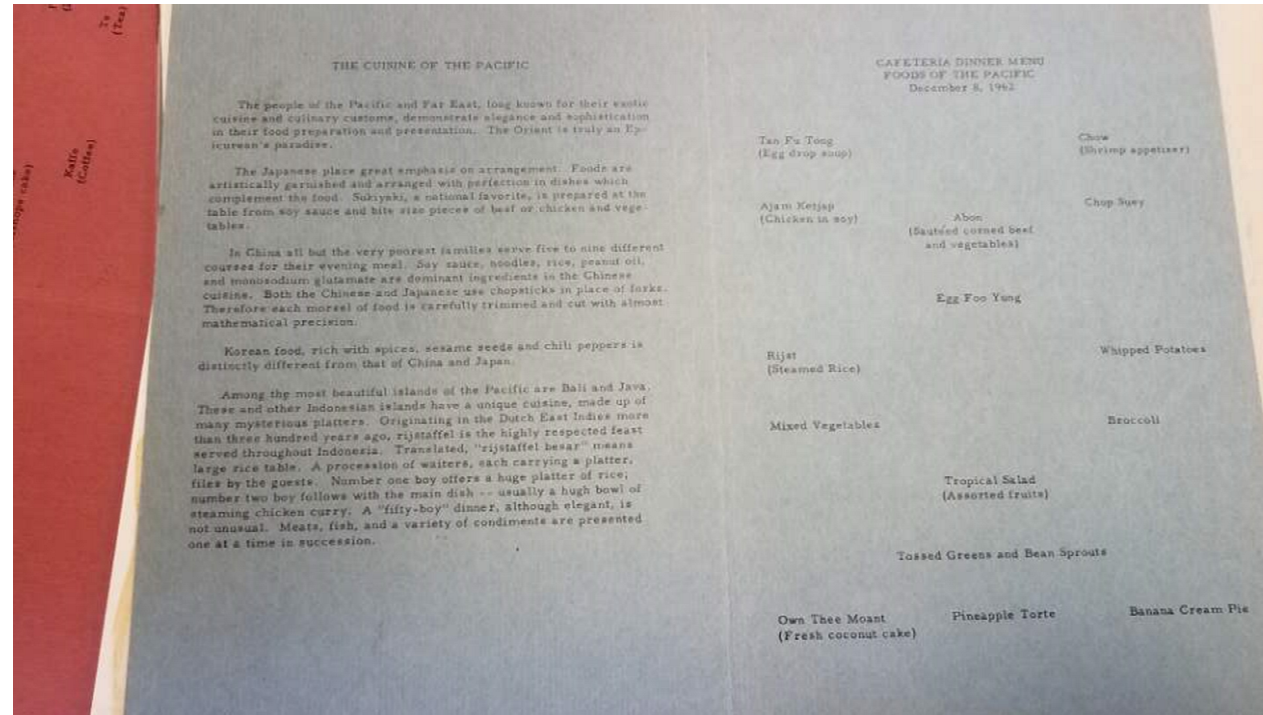 To
(Tea)
Kaffe
(Coffee)
cake)
THE CUISINE OF THE PACIFIC
The people of the Pacific and Far East, long known for their exotic
cuisine and culinary customs, demonstrate elegance and sophistication
in their food preparation and presentation. The Orient is truly an Ep-
icurean's paradise.
The Japanese place great emphasis on arrangement. Foods are
artistically garnished and arranged with perfection in dishes which
complement the food. Sukiyaki, a national favorite, is prepared at the
table from soy sauce and bite size pieces of beef or chicken and vege-
tables.
In China all but the very poorest families serve five to nine different
courses for their evening meal. Soy sauce, noodles, rice, peanut oil,
and monosodium glutamate are dominant ingredients in the Chinese
cuisine. Both the Chinese and Japanese use chopsticks in place of forks.
Therefore each morsel of food is carefully trimmed and cut with almost
mathematical precision.
Korean food, rich with spices, sesame seeds and chili peppers is
distinctly different from that of China and Japan.
Among the most beautiful islands of the Pacific are Bali and Java.
These and other Indonesian islands have a unique cuisine, made up of
many mysterious platters. Originating in the Dutch East Indies more
than three hundred years ago, rijstaffel is the highly respected feast
served throughout Indonesia. Translated, "rijstaffel besar" means
large rice table. A procession of waiters, each carrying a platter,
files by the guests. Number one boy offers a huge platter of rice;
number two boy follows with the main dish -- usually a hugh bowl of
steaming chicken curry. A "fifty-boy" dinner, although elegant, is
not unusual. Meats, fish, and a variety of condiments are presented
one at a time in succession.
CAFETERIA DINNER MENU
FOODS OF THE PACIFIC
December 8, 1962
Tan Fu Tong
(Egg drop soup)
Chow
(Shrimp appetizer)
Ajam Ketjap
(Chicken in soy)
Abon
(Sauteed corned beef
and vegetables)
Chop Suey
Egg Foo Yung
Rijst
(Steamed Rice)
Whipped Potatoes
Mixed Vegetables
Broccoli
Tropical Salad
(Assorted fruits)
Tossed Greens and Bean Sprouts
Own Thee Moant
(Fresh coconut cake)
Pineapple Torte
Banana Cream Pie